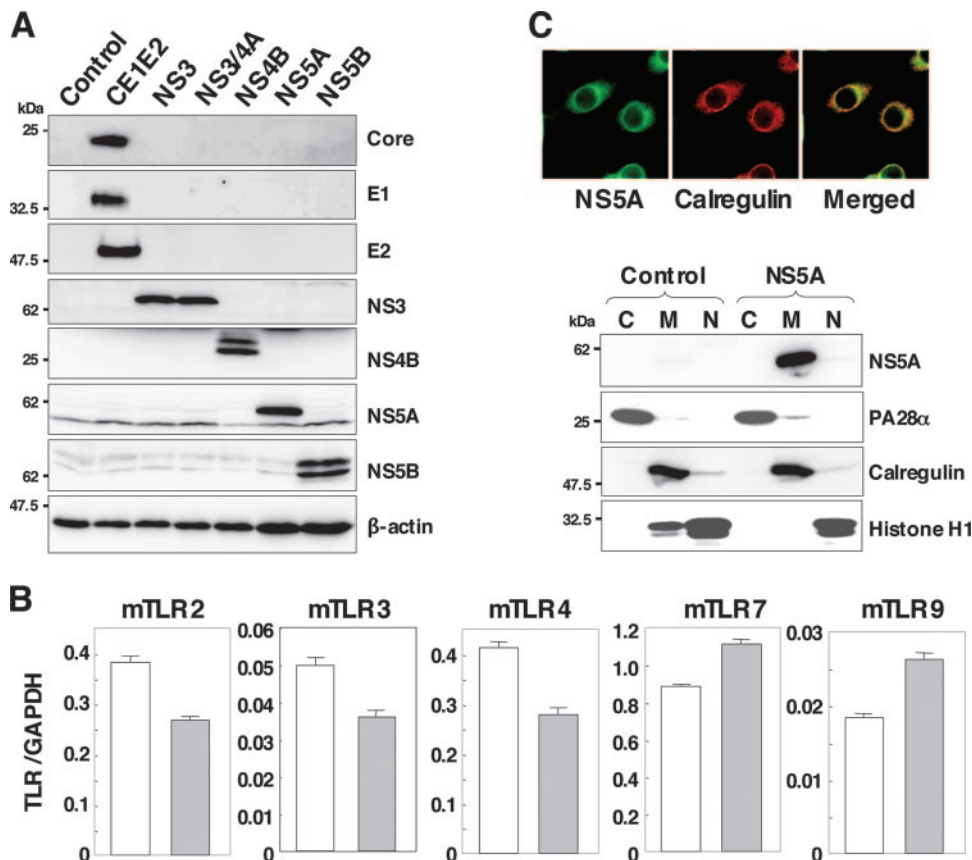 A
Control CE1E2 NS3 NS3/4A NS4B NS5A NS5B
kDa
25 Core
32.5 E1
47.5 E2
62 NS3
25 NS4B
62 NS5A
62 NS5B
47.5 β-actin
C
NS5A Calregulin Merged
Control NS5A
kDa C M N C M N
62 NS5A
25 PA28α
47.5 Calregulin
32.5 Histone H1
B
mTLR2 mTLR3 mTLR4 mTLR7 mTLR9
TLR/GAPDH
0.4
0.3
0.2
0.1
0
0.06
0.05
0.04
0.03
0.02
0.01
0
0.4
0.3
0.2
0.1
0
1.2
1.0
0.8
0.6
0.4
0.2
0
0.03
0.02
0.01
0